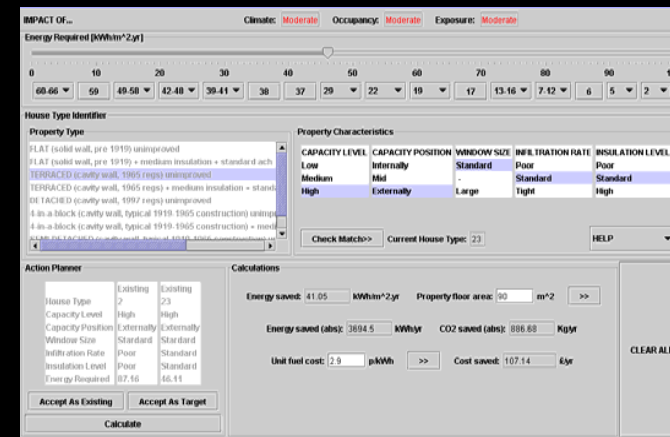 IMPACT OF... Climate: Moderate Occupancy: Moderate Exposure: Moderate
Energy Required [kWh/m^2.yr]
0 10 20 30 40 50 60 70 80 90
60-66 59 49-58 42-48 39-41 38 37 29 22 19 17 13-16 7-12 6 5 2
House Type Identifier
Property Type Property Characteristics
FLAT (solid wall, pre 1919) unimproved
FLAT (solid wall, pre 1919) + medium insulation + standard ach
TERRACED (cavity wall, 1965 regs) unimproved
TERRACED (cavity wall, 1965 regs) + medium insulation + stand
DETACHED (cavity wall, 1997 regs) unimproved
4-in-a-block (cavity wall, typical 1919-1965 construction) unimp
4-in-a-block (cavity wall, typical 1919-1965 construction) + med
CAPACITY LEVEL CAPACITY POSITION WINDOW SIZE INFILTRATION RATE INSULATION LEVEL
Low Internally Standard Poor Poor
Medium Mid - Standard Standard
High Externally Large Tight High
Check Match>> Current House Type: 23 HELP
Action Planner Calculations
Existing Existing
House Type 2 23
Capacity Level High High
Capacity Position Externally Externally
Window Size Standard Standard
Infiltration Rate Poor Standard
Insulation Level Poor Standard
Energy Required 87.16 46.11
Accept As Existing Accept As Target
Calculate
Energy saved: 41.05 kWh/m^2.yr Property floor area: 90 m^2 >>
Energy saved (abs): 3694.5 kWh/yr CO2 saved (abs): 886.68 Kg/yr
Unit fuel cost: 2.9 p/kWh >> Cost saved: 107.14 £/yr
CLEAR ALL